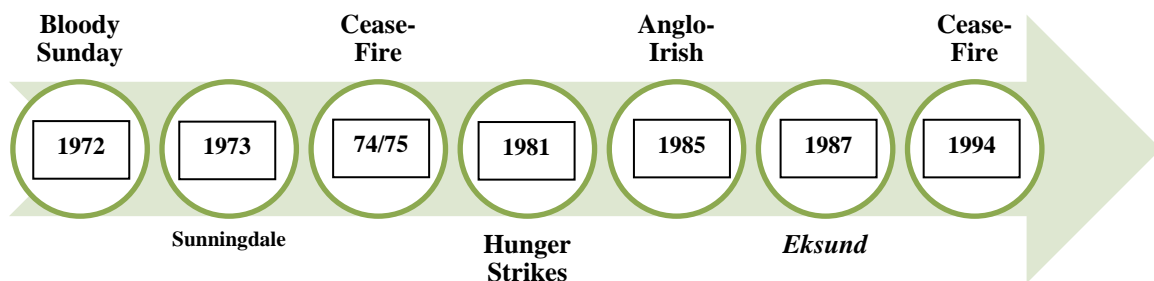 Bloody
Sunday
Cease-
Fire
Anglo-
Irish
Cease-
Fire
1972
1973
74/75
1981
1985
1987
1994
Sunningdale
Hunger
Strikes
Eksund